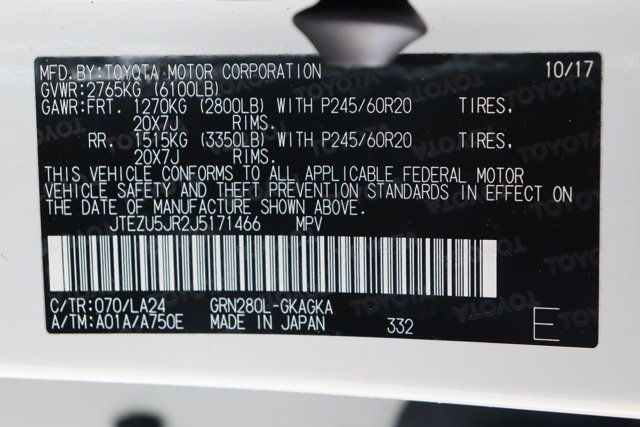 MFD. BY: TOYOTA MOTOR CORPORATION 10/17
GVWR: 2765KG (6100LB)
GAWR: FRT. 1270KG (2800LB) WITH P245/60R20 TIRES,
20X7J RIMS.
RR. 1515KG (3350LB) WITH P245/60R20 TIRES,
20X7J RIMS.
THIS VEHICLE CONFORMS TO ALL APPLICABLE FEDERAL MOTOR
VEHICLE SAFETY AND THEFT PREVENTION STANDARDS IN EFFECT ON
THE DATE OF MANUFACTURE SHOWN ABOVE.
JTEZU5JR2J5171466 MPV
C/TR: 070/LA24 GRN280L-GKAGKA
A/TM: A01A/A750E MADE IN JAPAN 332 E